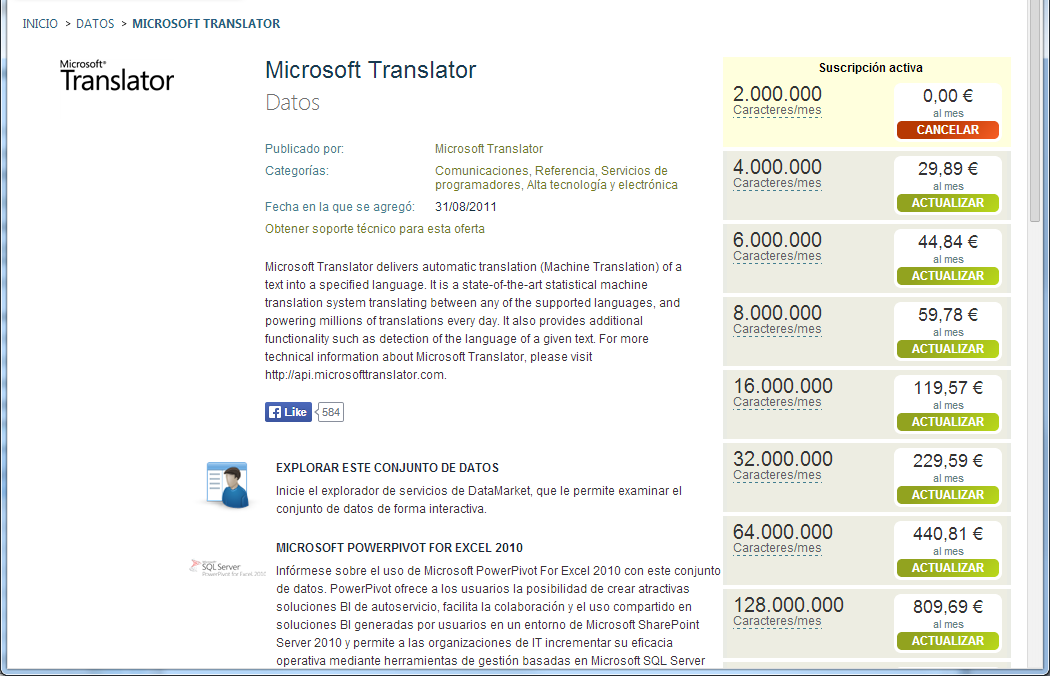 INICIO > DATOS > MICROSOFT TRANSLATOR
Microsoft®
Translator
Microsoft Translator
Datos
Publicado por: Microsoft Translator
Categorías: Comunicaciones, Referencia, Servicios de
programadores, Alta tecnología y electrónica
Fecha en la que se agregó: 31/08/2011
Obtener soporte técnico para esta oferta
Microsoft Translator delivers automatic translation (Machine Translation) of a
text into a specified language. It is a state-of-the-art statistical machine
translation system translating between any of the supported languages, and
powering millions of translations every day. It also provides additional
functionality such as detection of the language of a given text. For more
technical information about Microsoft Translator, please visit
http://api.microsofttranslator.com.
Like 584
EXPLORAR ESTE CONJUNTO DE DATOS
Inicie el explorador de servicios de DataMarket, que le permite examinar el
conjunto de datos de forma interactiva.
SQL Server
PowerPivot for Excel 2010
MICROSOFT POWERPIVOT FOR EXCEL 2010
Infórmese sobre el uso de Microsoft PowerPivot For Excel 2010 con este conjunto
de datos. PowerPivot ofrece a los usuarios la posibilidad de crear atractivas
soluciones BI de autoservicio, facilita la colaboración y el uso compartido en
soluciones BI generadas por usuarios en un entorno de Microsoft SharePoint
Server 2010 y permite a las organizaciones de IT incrementar su eficacia
operativa mediante herramientas de gestión basadas en Microsoft SQL Server
Suscripción activa
2.000.000
Caracteres/mes
0,00 €
al mes
CANCELAR
4.000.000
Caracteres/mes
29,89 €
al mes
ACTUALIZAR
6.000.000
Caracteres/mes
44,84 €
al mes
ACTUALIZAR
8.000.000
Caracteres/mes
59,78 €
al mes
ACTUALIZAR
16.000.000
Caracteres/mes
119,57 €
al mes
ACTUALIZAR
32.000.000
Caracteres/mes
229,59 €
al mes
ACTUALIZAR
64.000.000
Caracteres/mes
440,81 €
al mes
ACTUALIZAR
128.000.000
Caracteres/mes
809,69 €
al mes
ACTUALIZAR